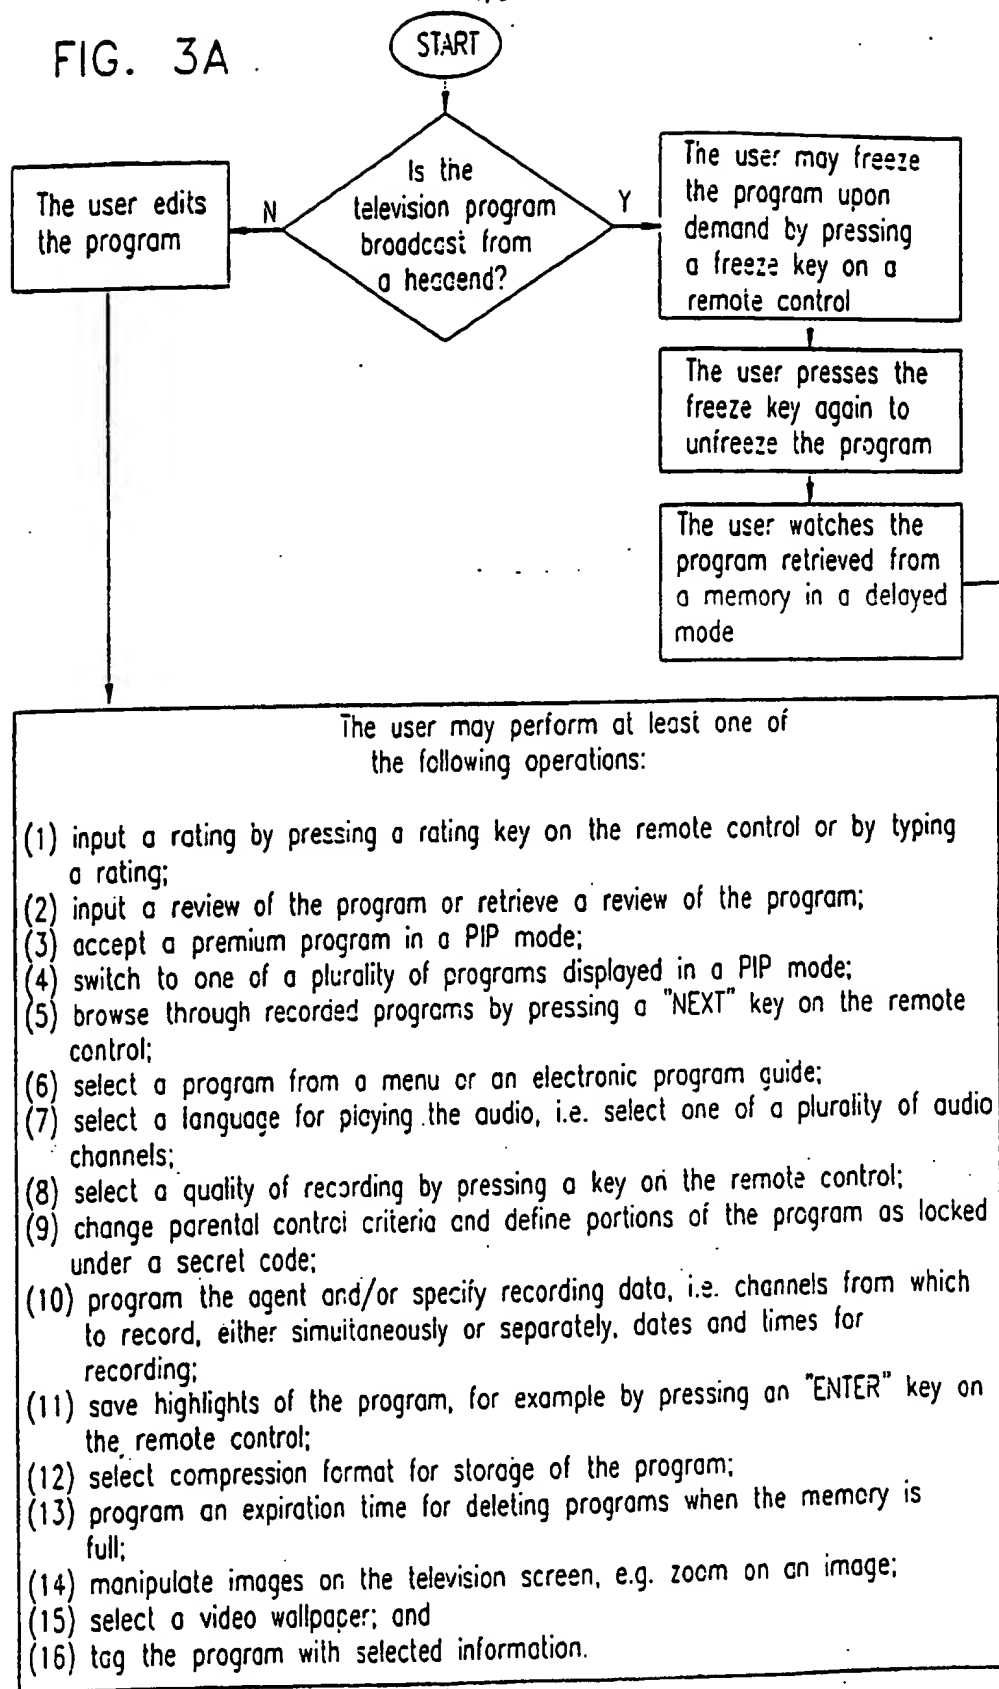 FIG. 3A
START
Is the
television program
broadcast from
a headend?
N
Y
The user edits
the program
The user may freeze
the program upon
demand by pressing
a freeze key on a
remote control
The user presses the
freeze key again to
unfreeze the program
The user watches the
program retrieved from
a memory in a delayed
mode
The user may perform at least one of
the following operations:
(1) input a rating by pressing a rating key on the remote control or by typing
a rating;
(2) input a review of the program or retrieve a review of the program;
(3) accept a premium program in a PIP mode;
(4) switch to one of a plurality of programs displayed in a PIP mode;
(5) browse through recorded programs by pressing a "NEXT" key on the remote
control;
(6) select a program from a menu or an electronic program guide;
(7) select a language for playing the audio, i.e. select one of a plurality of audio
channels;
(8) select a quality of recording by pressing a key on the remote control;
(9) change parental control criteria and define portions of the program as locked
under a secret code;
(10) program the agent and/or specify recording data, i.e. channels from which
to record, either simultaneously or separately, dates and times for
recording;
(11) save highlights of the program, for example by pressing an "ENTER" key on
the remote control;
(12) select compression format for storage of the program;
(13) program an expiration time for deleting programs when the memory is
full;
(14) manipulate images on the television screen, e.g. zoom on an image;
(15) select a video wallpaper; and
(16) tag the program with selected information.